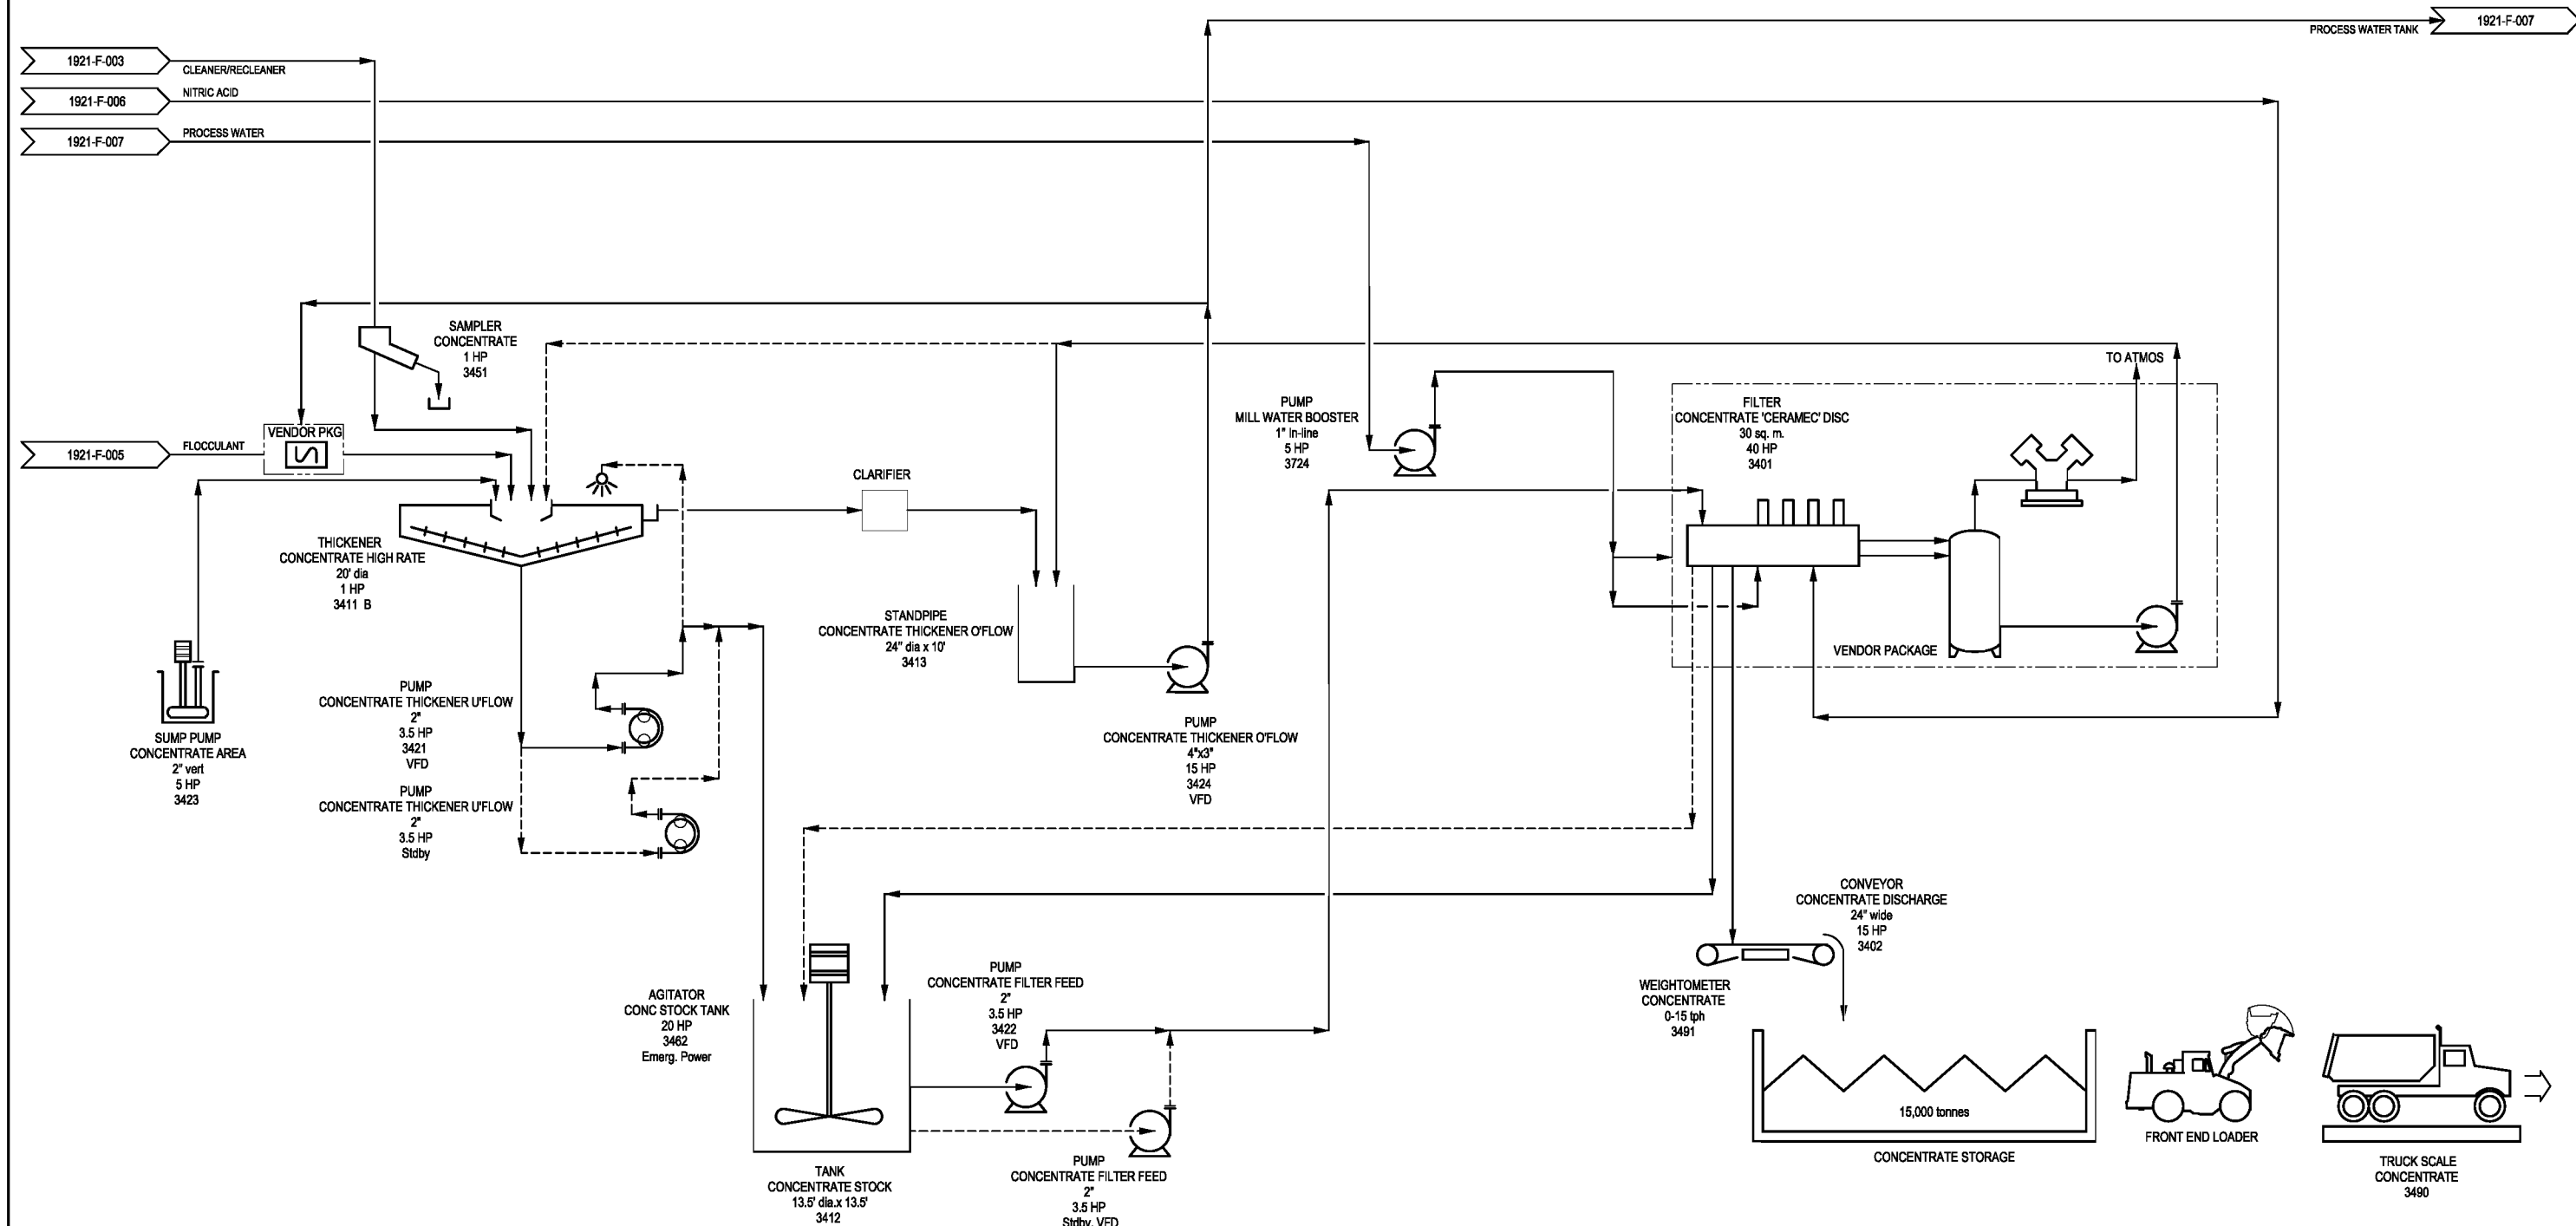 1921-F-007
PROCESS WATER TANK
1921-F-003
CLEANER/RECLEANER
1921-F-006
NITRIC ACID
1921-F-007
PROCESS WATER
SAMPLER
CONCENTRATE
1 HP
3451
TO ATMOS
PUMP
MILL WATER BOOSTER
1" In-line
5 HP
3724
FILTER
CONCENTRATE 'CERAMEC' DISC
30 sq. m.
40 HP
3401
VENDOR PKG
1921-F-005
FLOCCULANT
CLARIFIER
THICKENER
CONCENTRATE HIGH RATE
20' dia
1 HP
3411 B
STANDPIPE
CONCENTRATE THICKENER O'FLOW
24" dia x 10'
3413
VENDOR PACKAGE
PUMP
CONCENTRATE THICKENER U'FLOW
2"
3.5 HP
3421
VFD
SUMP PUMP
CONCENTRATE AREA
2" vert
5 HP
3423
PUMP
CONCENTRATE THICKENER O'FLOW
4"x3"
15 HP
3424
VFD
PUMP
CONCENTRATE THICKENER U'FLOW
2"
3.5 HP
Stdby
CONVEYOR
CONCENTRATE DISCHARGE
24" wide
15 HP
3402
AGITATOR
CONC STOCK TANK
20 HP
3462
Emerg. Power
PUMP
CONCENTRATE FILTER FEED
2"
3.5 HP
3422
VFD
WEIGHTOMETER
CONCENTRATE
0-15 tph
3491
15,000 tonnes
FRONT END LOADER
CONCENTRATE STORAGE
TRUCK SCALE
CONCENTRATE
3490
TANK
CONCENTRATE STOCK
13.5' dia.x 13.5'
3412
PUMP
CONCENTRATE FILTER FEED
2"
3.5 HP
Stdby, VFD